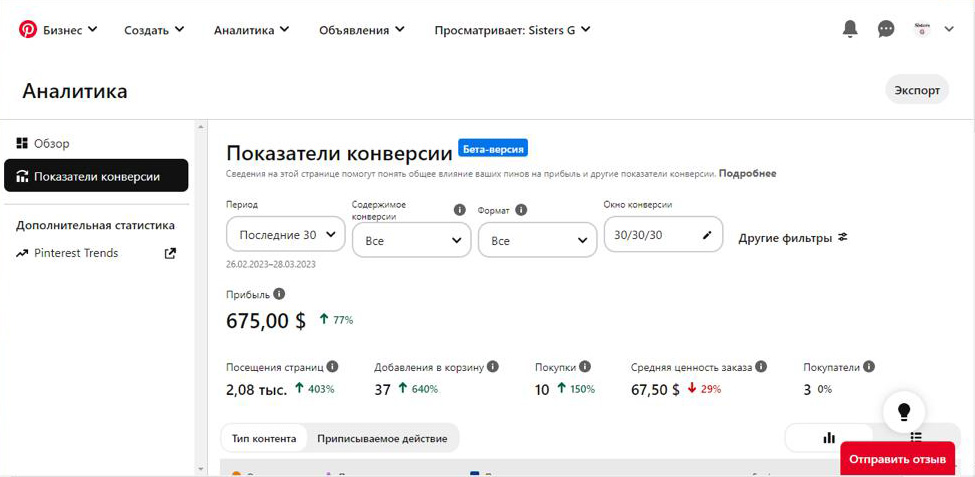 Бизнес Создать Аналитика Объявления Просматривает: Sisters G Sisters G
Аналитика
Экспорт
Обзор
Показатели конверсии
Дополнительная статистика
Pinterest Trends
Показатели конверсии Бета-версия
Сведения на этой странице помогут понять общее влияние ваших пинов на прибыль и другие показатели конверсии. Подробнее
Период
Последние 30
26.02.2023–28.03.2023
Содержимое
конверсии
Все
Формат
Все
Окно конверсии
30/30/30
Другие фильтры
Прибыль
675,00 $ 77%
Посещения страниц Добавления в корзину Покупки Средняя ценность заказа Покупатели
2,08 тыс. 403% 37 640% 10 150% 67,50 $ 29% 3 0%
Тип контента Приписываемое действие
Отправить отзыв